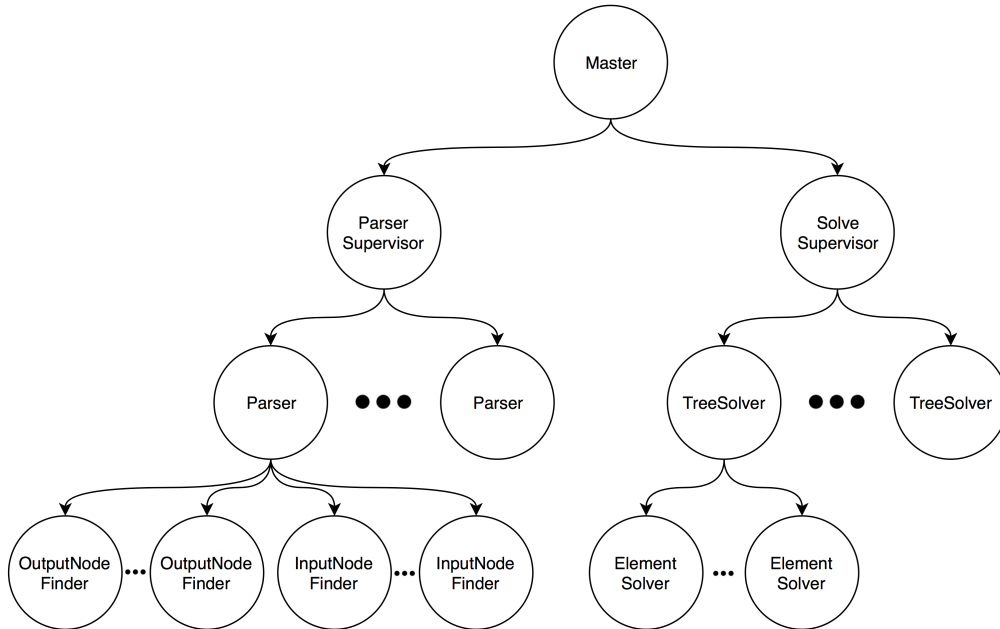 Master
Parser
Supervisor
Solve
Supervisor
Parser
Parser
TreeSolver
TreeSolver
OutputNode
Finder
OutputNode
Finder
InputNode
Finder
InputNode
Finder
Element
Solver
Element
Solver